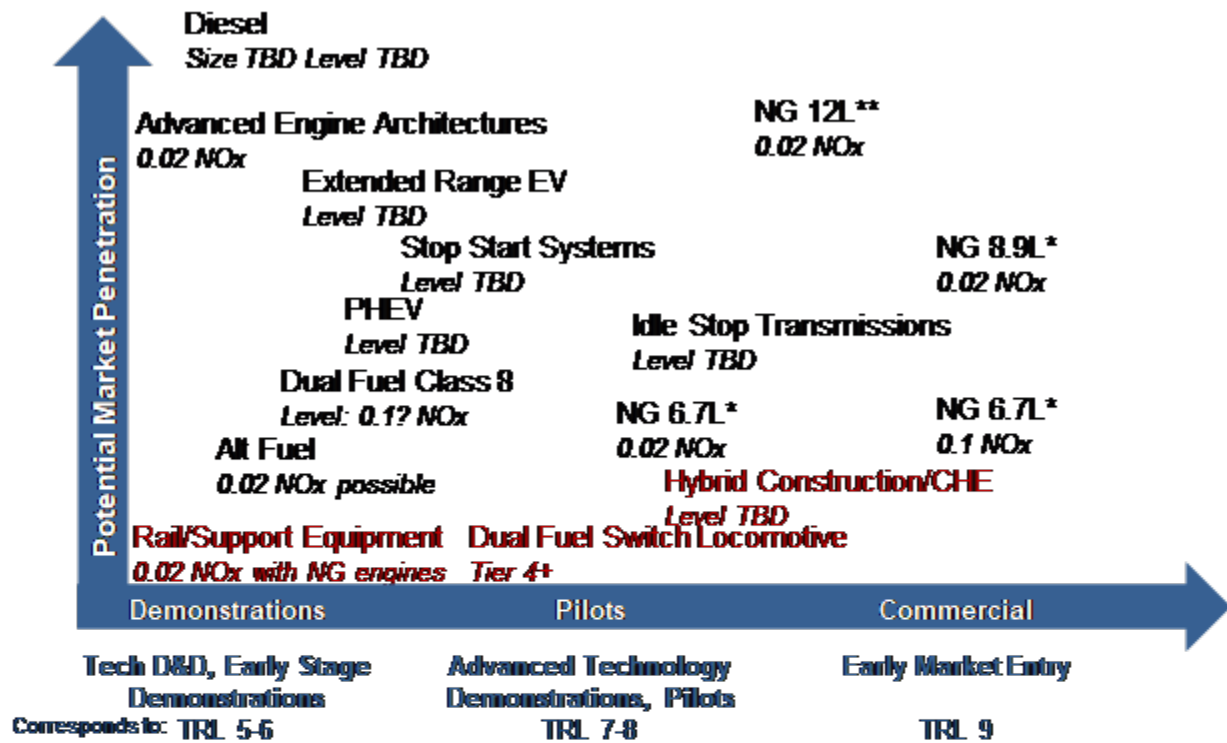 Diesel
Size TBD Level TBD
Advanced Engine Architectures
0.02 NOx
NG 12L**
0.02 NOx
Extended Range EV
Level TBD
Stop Start Systems
Level TBD
NG 8.9L*
0.02 NOx
PHEV
Level TBD
Idle Stop Transmissions
Level TBD
Dual Fuel Class 8
Level: 0.1? NOx
NG 6.7L*
0.02 NOx
NG 6.7L*
0.1 NOx
Alt Fuel
0.02 NOx possible
Hybrid Construction/CHE
Level TBD
Rail/Support Equipment
0.02 NOx with NG engines
Dual Fuel Switch Locomotive
Tier 4+
Potential Market Penetration
Demonstrations
Pilots
Commercial
Tech D&D, Early Stage
Demonstrations
Advanced Technology
Demonstrations, Pilots
Early Market Entry
Corresponds to: TRL 5-6
TRL 7-8
TRL 9